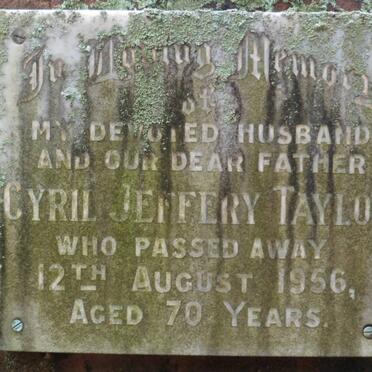 In Loving Memory
of
MY DEVOTED HUSBAND
AND OUR DEAR FATHER
CYRIL JEFFERY TAYLO
WHO PASSED AWAY
12TH AUGUST 1956,
AGED 70 YEARS.